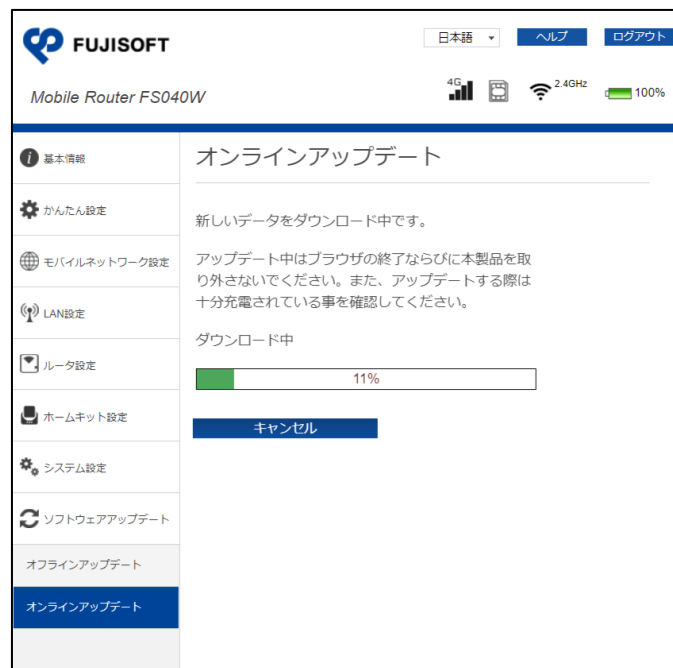 FUJISOFT
日本語
ヘルプ
ログアウト
Mobile Router FS040W
4G
2.4GHz
100%
基本情報
かんたん設定
モバイルネットワーク設定
LAN設定
ルータ設定
ホームキット設定
システム設定
ソフトウェアアップデート
オフラインアップデート
オンラインアップデート
オンラインアップデート
新しいデータをダウンロード中です。
アップデート中はブラウザの終了ならびに本製品を取
り外さないでください。また、アップデートする際は
十分充電されている事を確認してください。
ダウンロード中
11%
キャンセル